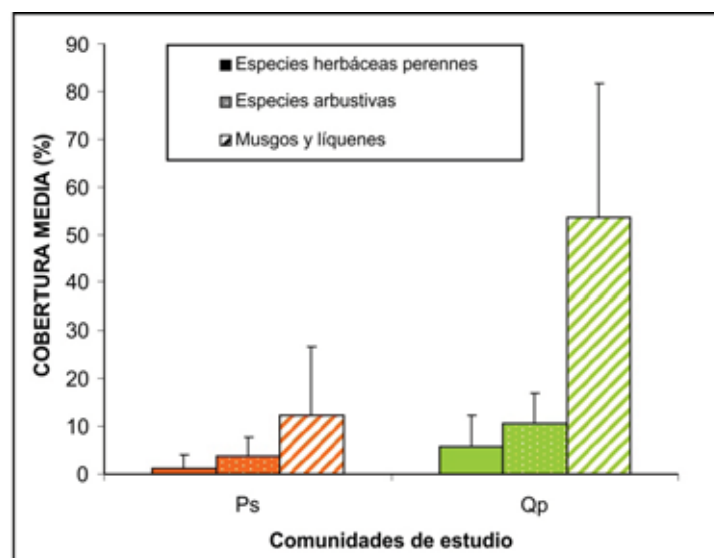 Especies herbáceas perennes
Especies arbustivas
Musgos y líquenes
COBERTURA MEDIA (%)
90
80
70
60
50
40
30
20
10
0
Ps Qp
Comunidades de estudio